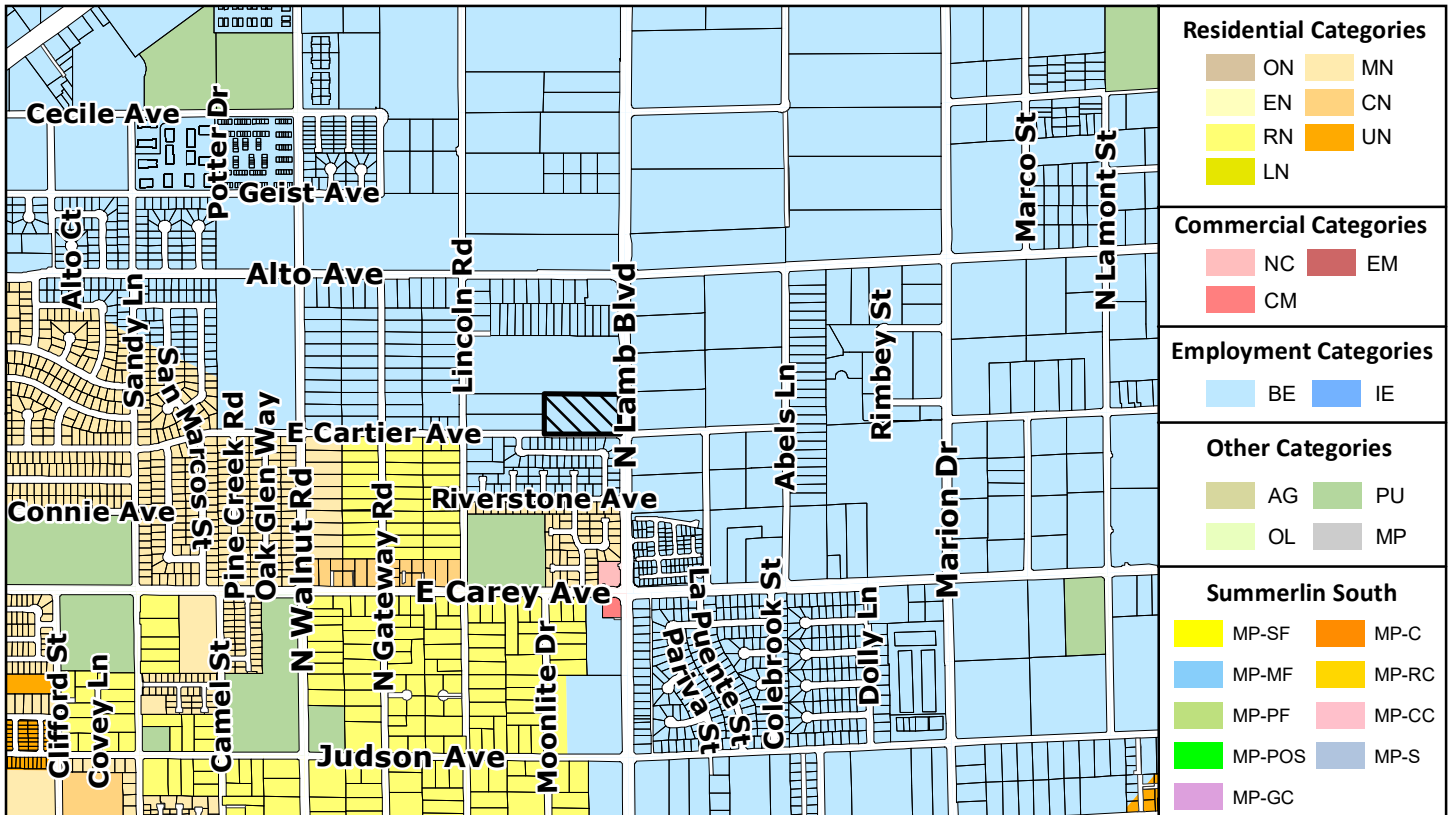 Cecile Ave
Potter Dr
Geist Ave
Alto Ct
Alto Ave
Sandy Ln
San Marcos St
Lincoln Rd
N Lamb Blvd
Marco St
N Lamont St
Rimbey St
Abels Ln
Marion Dr
E Cartier Ave
Pine Creek Rd
Oak Glen Way
N Walnut Rd
N Gateway Rd
Riverstone Ave
Connie Ave
E Carey Ave
La Puente St
Pariva St
Colebrook St
Dolly Ln
Clifford St
Covey Ln
Camel St
Moonlite Dr
Judson Ave
Residential Categories
ON
MN
EN
CN
RN
UN
LN
Commercial Categories
NC
EM
CM
Employment Categories
BE
IE
Other Categories
AG
PU
OL
MP
Summerlin South
MP-SF
MP-C
MP-MF
MP-RC
MP-PF
MP-CC
MP-POS
MP-S
MP-GC